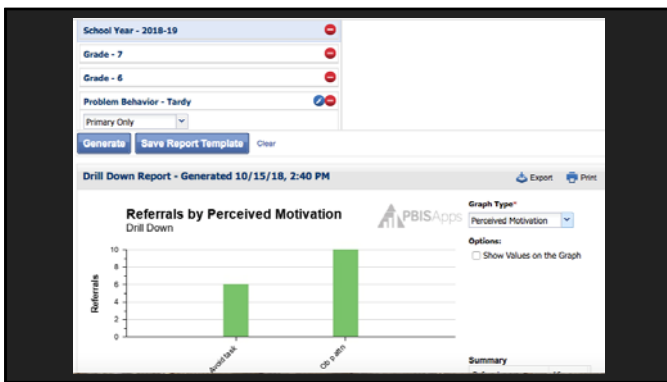 School Year - 2018-19
Grade - 7
Grade - 6
Problem Behavior - Tardy
Primary Only
Generate Save Report Template Clear
Drill Down Report - Generated 10/15/18, 2:40 PM Export Print
Referrals by Perceived Motivation
Drill Down
PBISApps
Graph Type*
Perceived Motivation
Options:
Show Values on the Graph
Referrals
10
8
6
4
2
0
Avoid task
Ob p attn
Summary